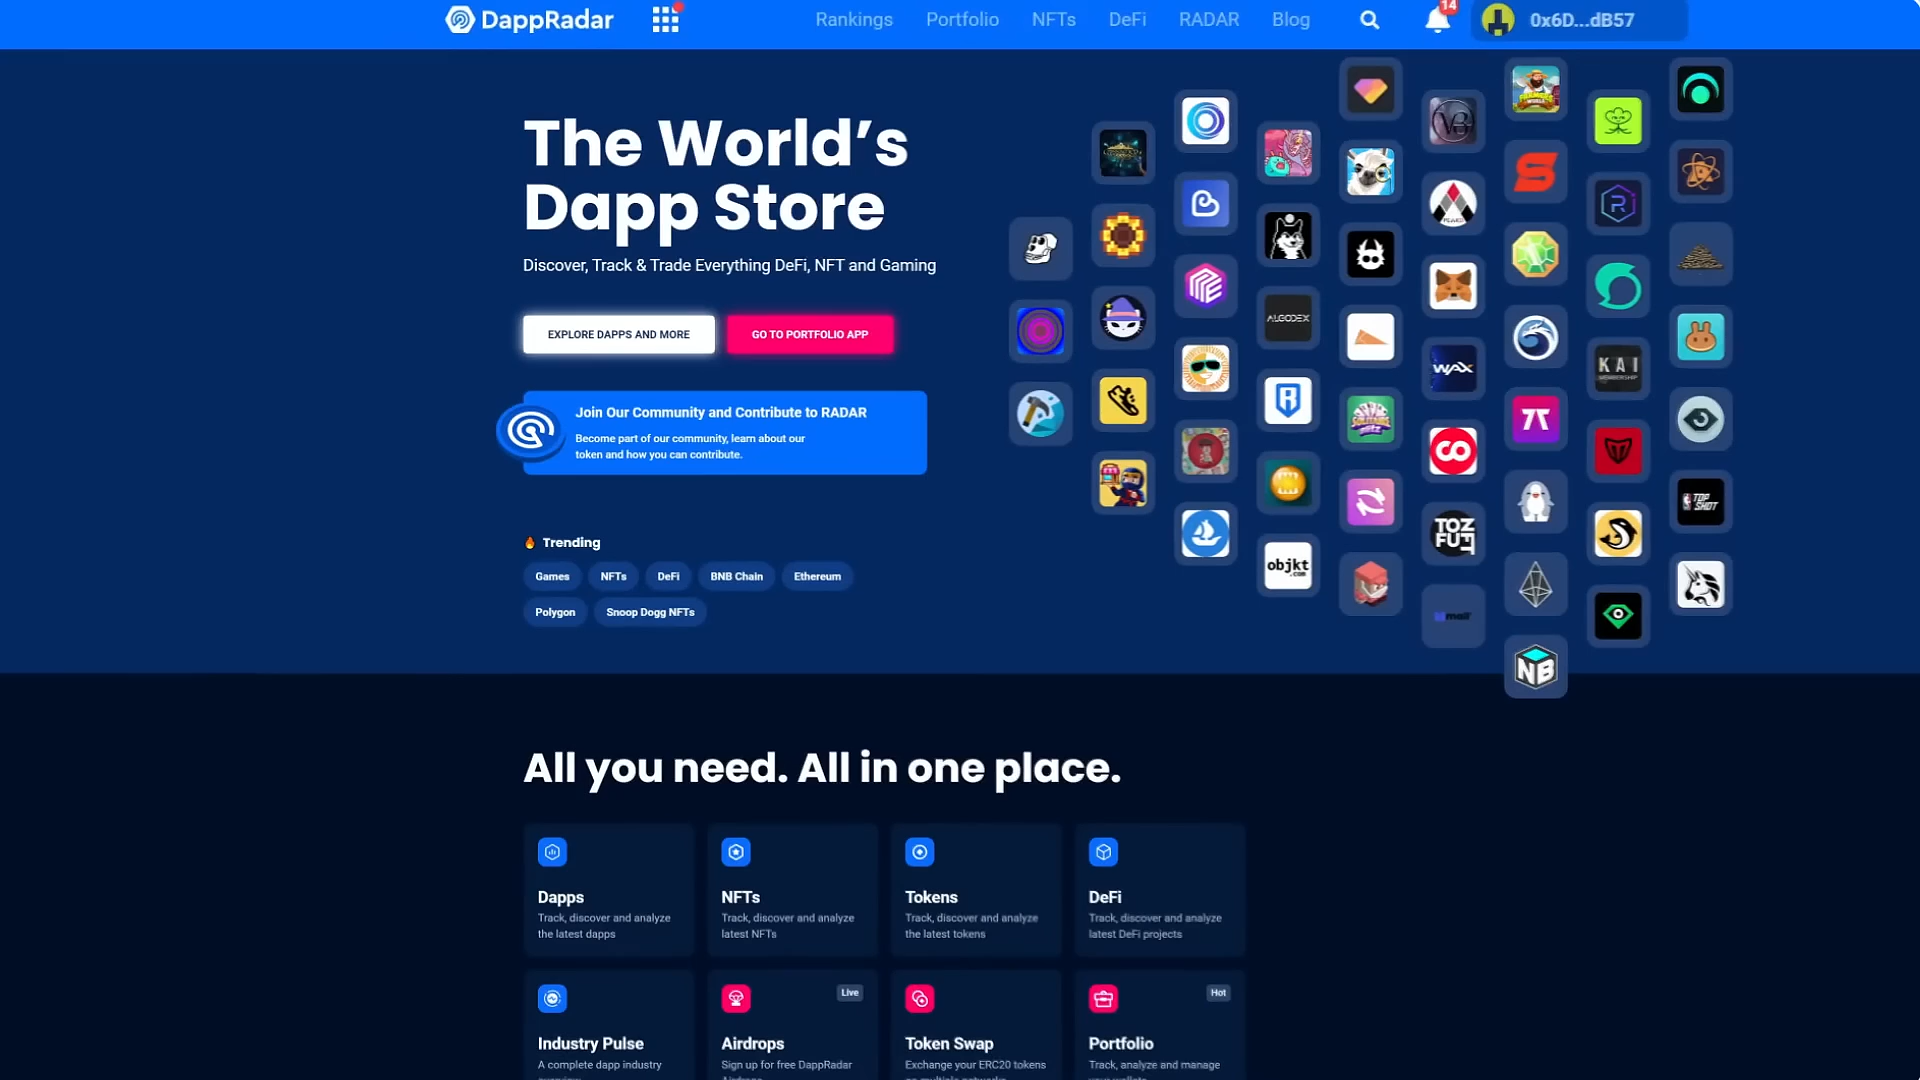 DappRadar
Rankings
Portfolio
NFTs
DeFi
RADAR
Blog
14
0x6D...dB57
The World’s
Dapp Store
Discover, Track & Trade Everything DeFi, NFT and Gaming
EXPLORE DAPPS AND MORE
GO TO PORTFOLIO APP
Join Our Community and Contribute to RADAR
Become part of our community, learn about our
token and how you can contribute.
Trending
Games
NFTs
DeFi
BNB Chain
Ethereum
Polygon
Snoop Dogg NFTs
ALGODEX
WAX
KAI
TOP
SHOT
TOZ
FUFT
objkt
.com
NB
All you need. All in one place.
Dapps
Track, discover and analyze
the latest dapps
NFTs
Track, discover and analyze
latest NFTs
Tokens
Track, discover and analyze
the latest tokens
DeFi
Track, discover and analyze
latest DeFi projects
Industry Pulse
A complete dapp industry
Live
Airdrops
Sign up for free DappRadar
Token Swap
Exchange your ERC20 tokens
Hot
Portfolio
Track, analyze and manage